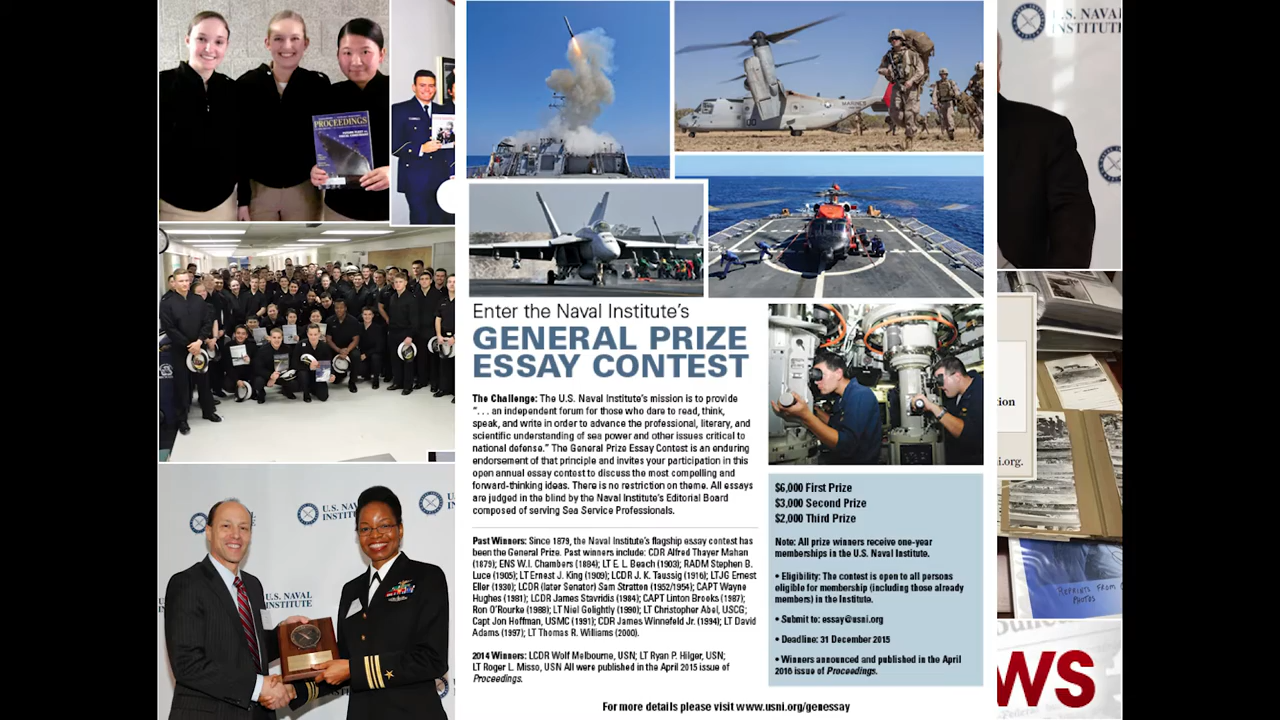 PROCEEDINGS
U.S. NAVAL
INSTITUTE
MARINES
Enter the Naval Institute's
GENERAL PRIZE
ESSAY CONTEST
The Challenge: The U.S. Naval Institute's mission is to provide
". . . an independent forum for those who dare to read, think,
speak, and write in order to advance the professional, literary, and
scientific understanding of sea power and other issues critical to
national defense." The General Prize Essay Contest is an enduring
endorsement of that principle and invites your participation in this
open annual essay contest to discuss the most compelling and
forward-thinking ideas. There is no restriction on theme. All essays
are judged in the blind by the Naval Institute's Editorial Board
composed of serving Sea Service Professionals.
Past Winners: Since 1879, the Naval Institute's flagship essay contest has
been the General Prize. Past winners include: CDR Alfred Thayer Mahan
(1879); ENS W.I. Chambers (1884); LT E. L. Beach (1903); RADM Stephen B.
Luce (1905); LT Ernest J. King (1909); LCDR J. K. Taussig (1916); LTJG Ernest
Eller (1930); LCDR (later Senator) Sam Stratton (1952/1954); CAPT Wayne
Hughes (1981); LCDR James Stavridis (1984); CAPT Linton Brooks (1987);
Ron O'Rourke (1988); LT Niel Golightly (1990); LT Christopher Abel, USCG;
Capt Jon Hoffman, USMC (1991); CDR James Winnefeld Jr. (1994); LT David
Adams (1997); LT Thomas R. Williams (2000).
2014 Winners: LCDR Wolf Melbourne, USN; LT Ryan P. Hilger, USN;
LT Roger L. Misso, USN All were published in the April 2015 issue of
Proceedings.
$6,000 First Prize
$3,000 Second Prize
$2,000 Third Prize
Note: All prize winners receive one-year
memberships in the U.S. Naval Institute.
• Eligibility: The contest is open to all persons
eligible for membership (including those already
members) in the Institute.
• Submit to: essay@usni.org
• Deadline: 31 December 2015
• Winners announced and published in the April
2016 issue of Proceedings.
For more details please visit www.usni.org/genessay
U.S. NAV
INSTIT
U.S. NAVAL
INSTITUTE
tion
ni.org.
REPRINTS FROM
PHOTOS
WS